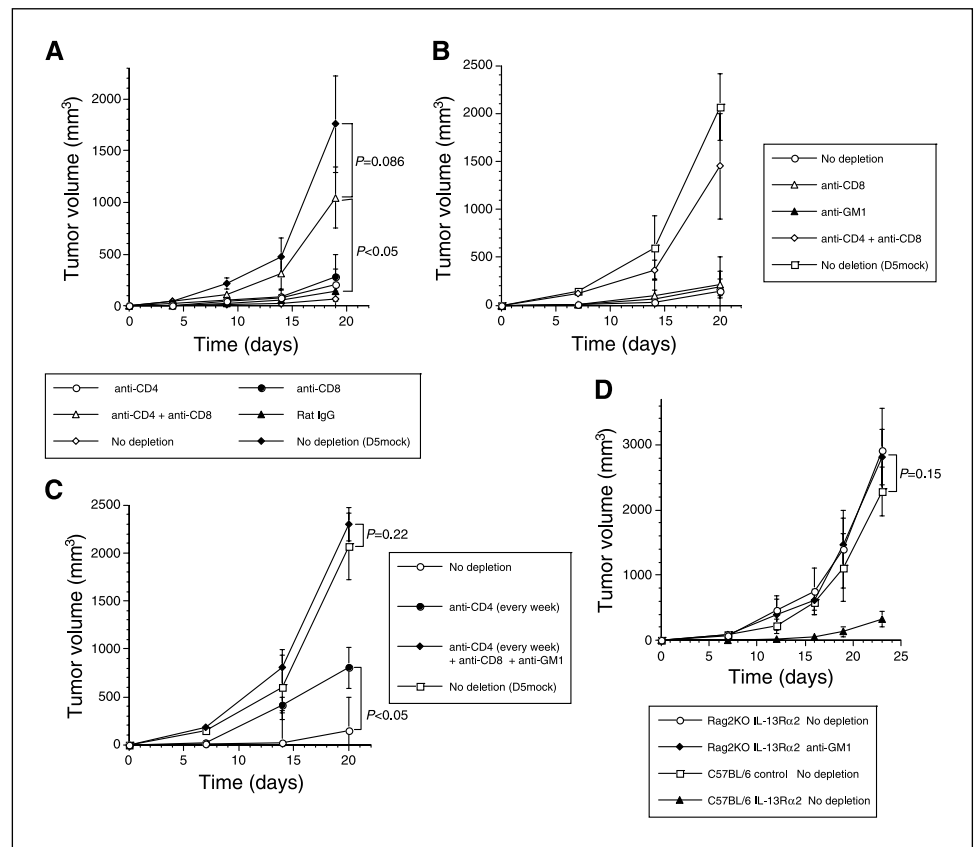 A
Tumor volume (mm3)
2000
1500
1000
500
0
0 5 10 15 20
Time (days)
P=0.086
P<0.05
anti-CD4 anti-CD8
anti-CD4 + anti-CD8 Rat IgG
No depletion No depletion (D5mock)
B
Tumor volume (mm3)
2500
2000
1500
1000
500
0
0 5 10 15 20
Time (days)
No depletion
anti-CD8
anti-GM1
anti-CD4 + anti-CD8
No deletion (D5mock)
C
Tumor volume (mm3)
2500
2000
1500
1000
500
0
0 5 10 15 20
Time (days)
P=0.22
P<0.05
No depletion
anti-CD4 (every week)
anti-CD4 (every week)
+ anti-CD8 + anti-GM1
No deletion (D5mock)
D
Tumor volume (mm3)
3000
2000
1000
0
0 5 10 15 20 25
Time (days)
P=0.15
Rag2KO IL-13Rα2 No depletion
Rag2KO IL-13Rα2 anti-GM1
C57BL/6 control No depletion
C57BL/6 IL-13Rα2 No depletion